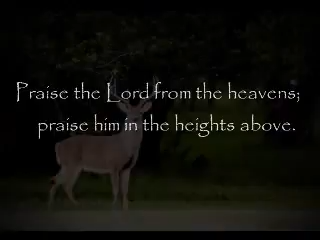 Praise the Lord from the heavens;
praise him in the heights above.